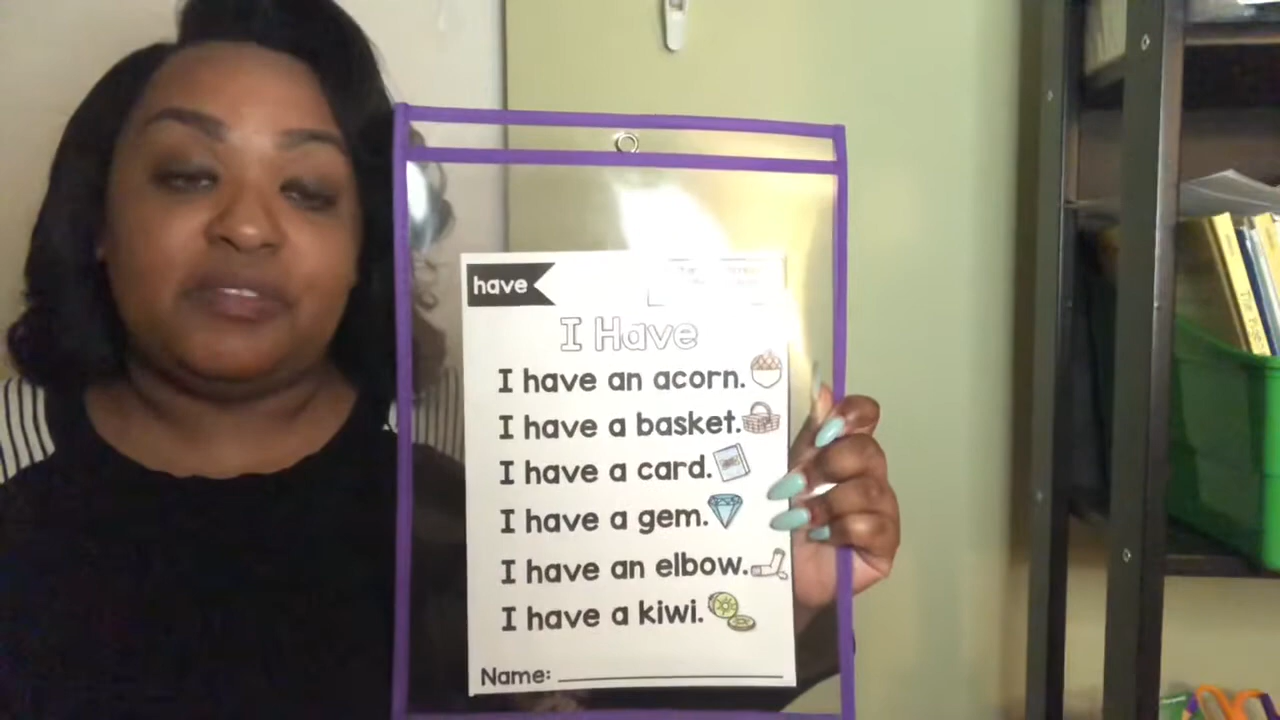 have
I Have
I have an acorn.
I have a basket.
I have a card.
I have a gem.
I have an elbow.
I have a kiwi.
Name: